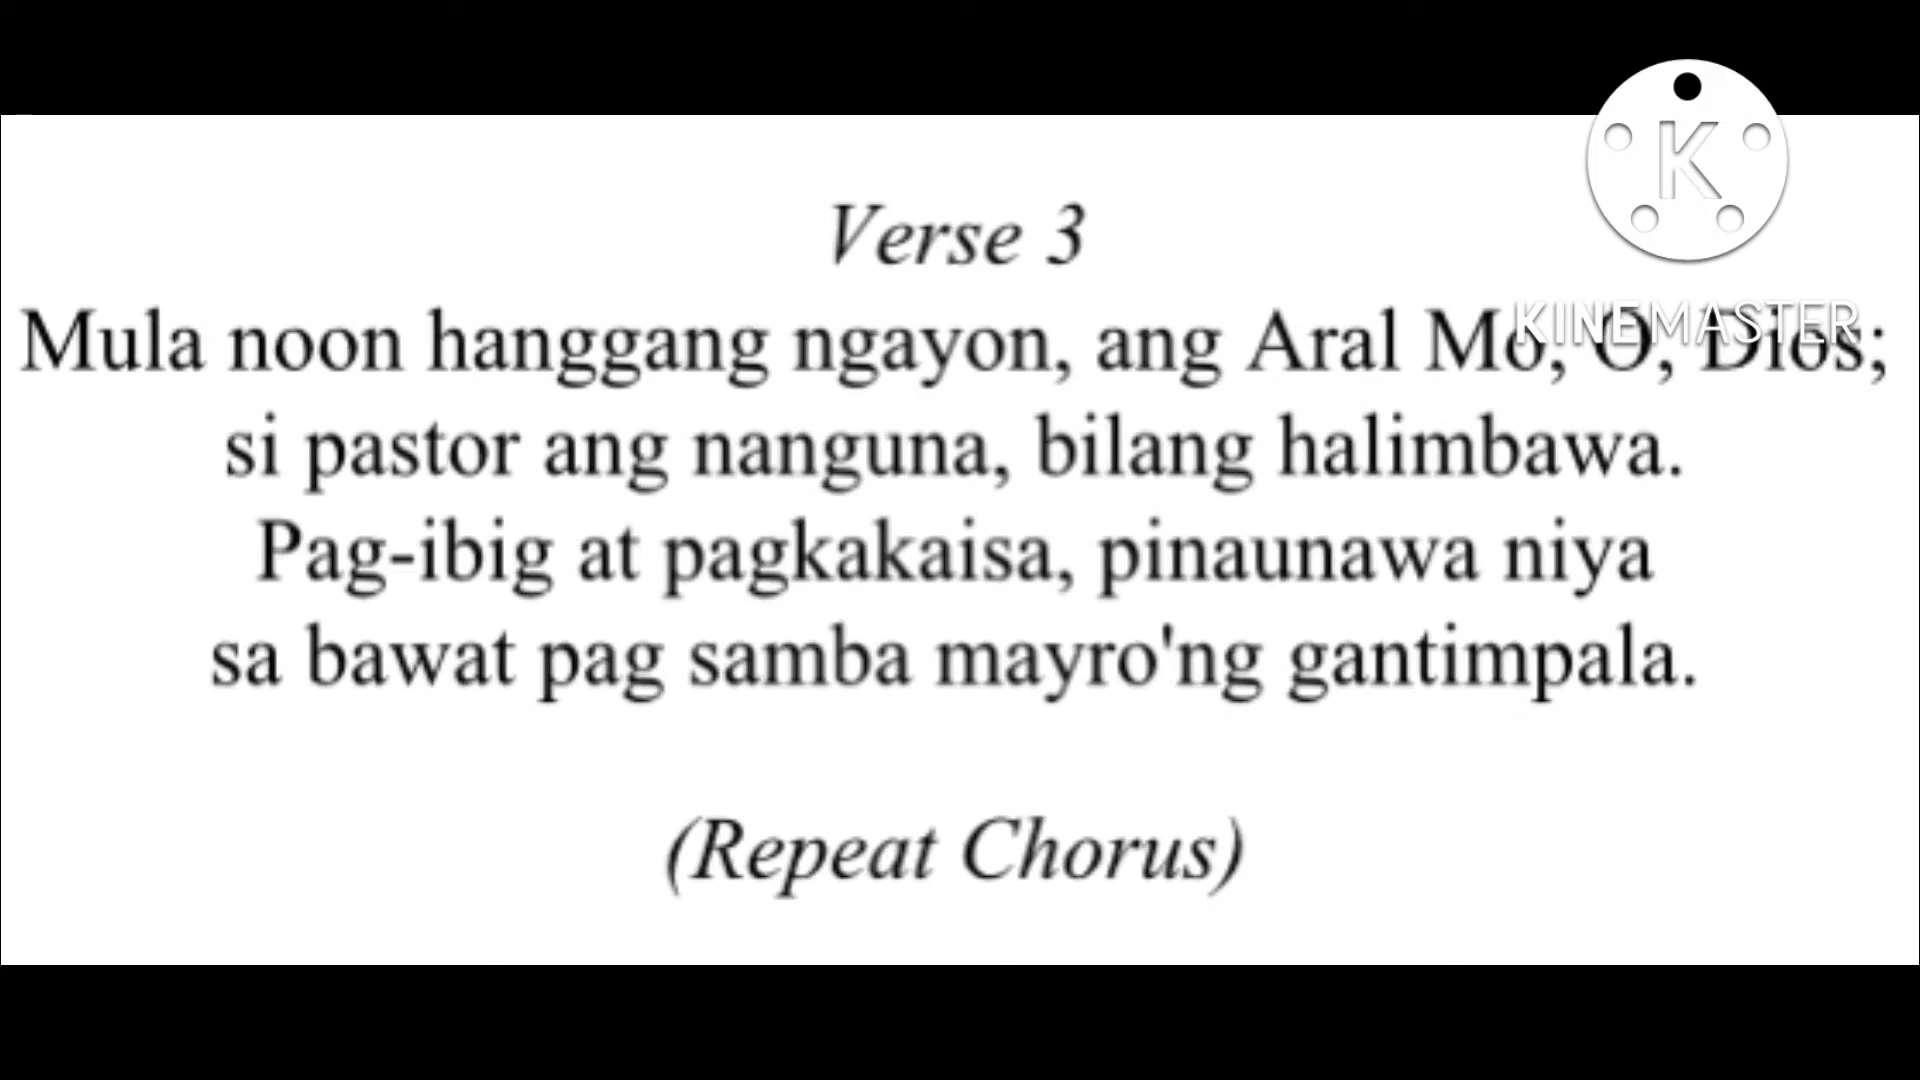 Verse 3
Mula noon hanggang ngayon, ang Aral Mo, O, Dios;
si pastor ang nanguna, bilang halimbawa.
Pag-ibig at pagkakaisa, pinaunawa niya
sa bawat pag samba mayro'ng gantimpala.
(Repeat Chorus)
K
KINEMASTER